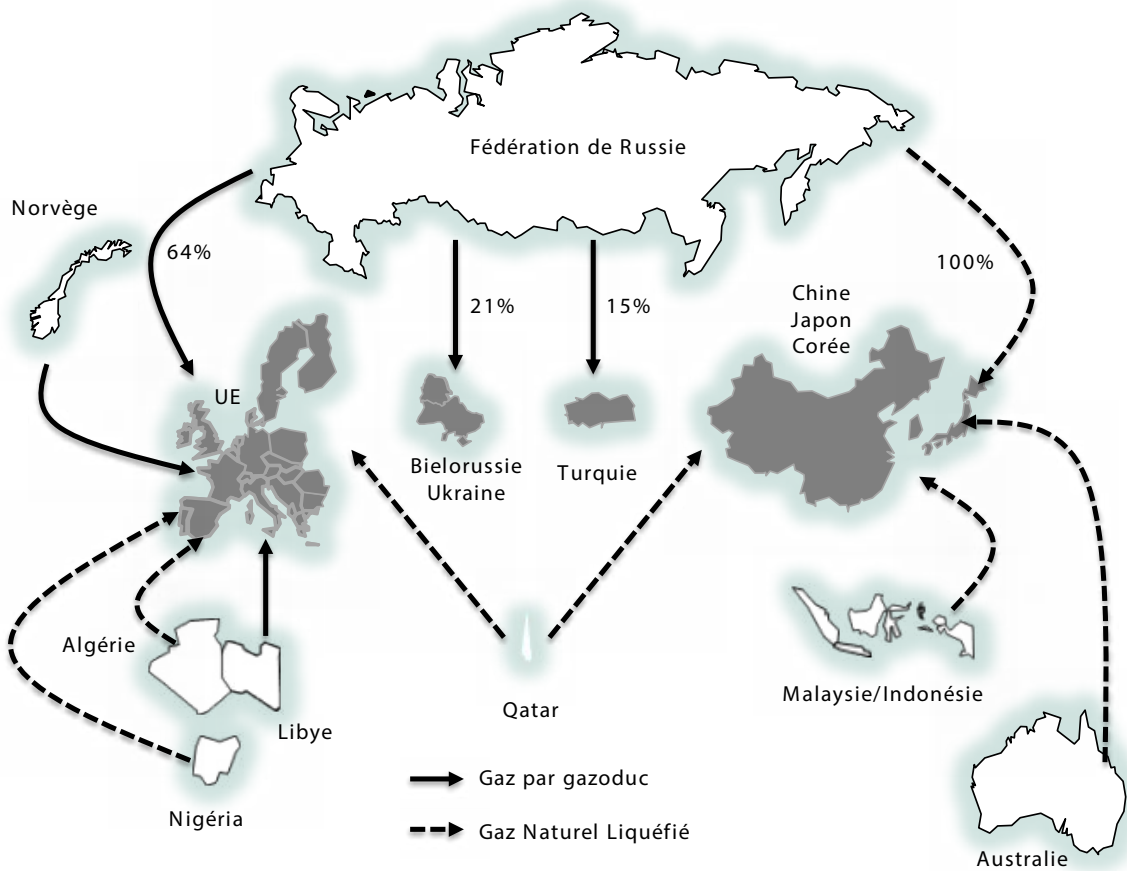 Fédération de Russie
Norvège
64%
21%
15%
100%
Chine
Japon
Corée
UE
Bielorussie
Ukraine
Turquie
Algérie
Libye
Qatar
Malaysie/Indonésie
Nigéria
Australie
Gaz par gazoduc
Gaz Naturel Liquéfié